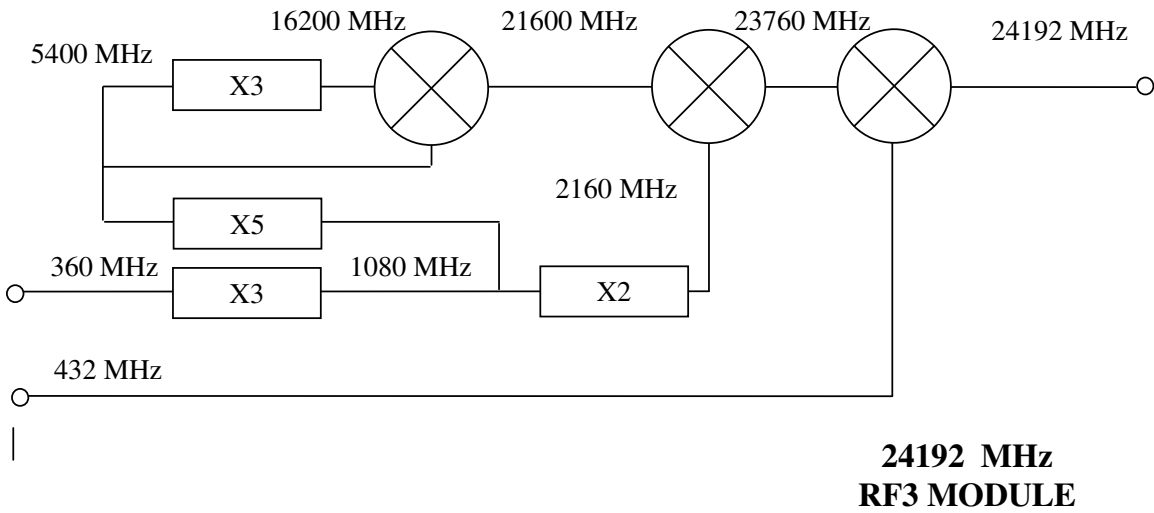 16200 MHz
21600 MHz
23760 MHz
24192 MHz
5400 MHz
X3
2160 MHz
X5
360 MHz
X3
1080 MHz
X2
432 MHz
24192 MHz
RF3 MODULE